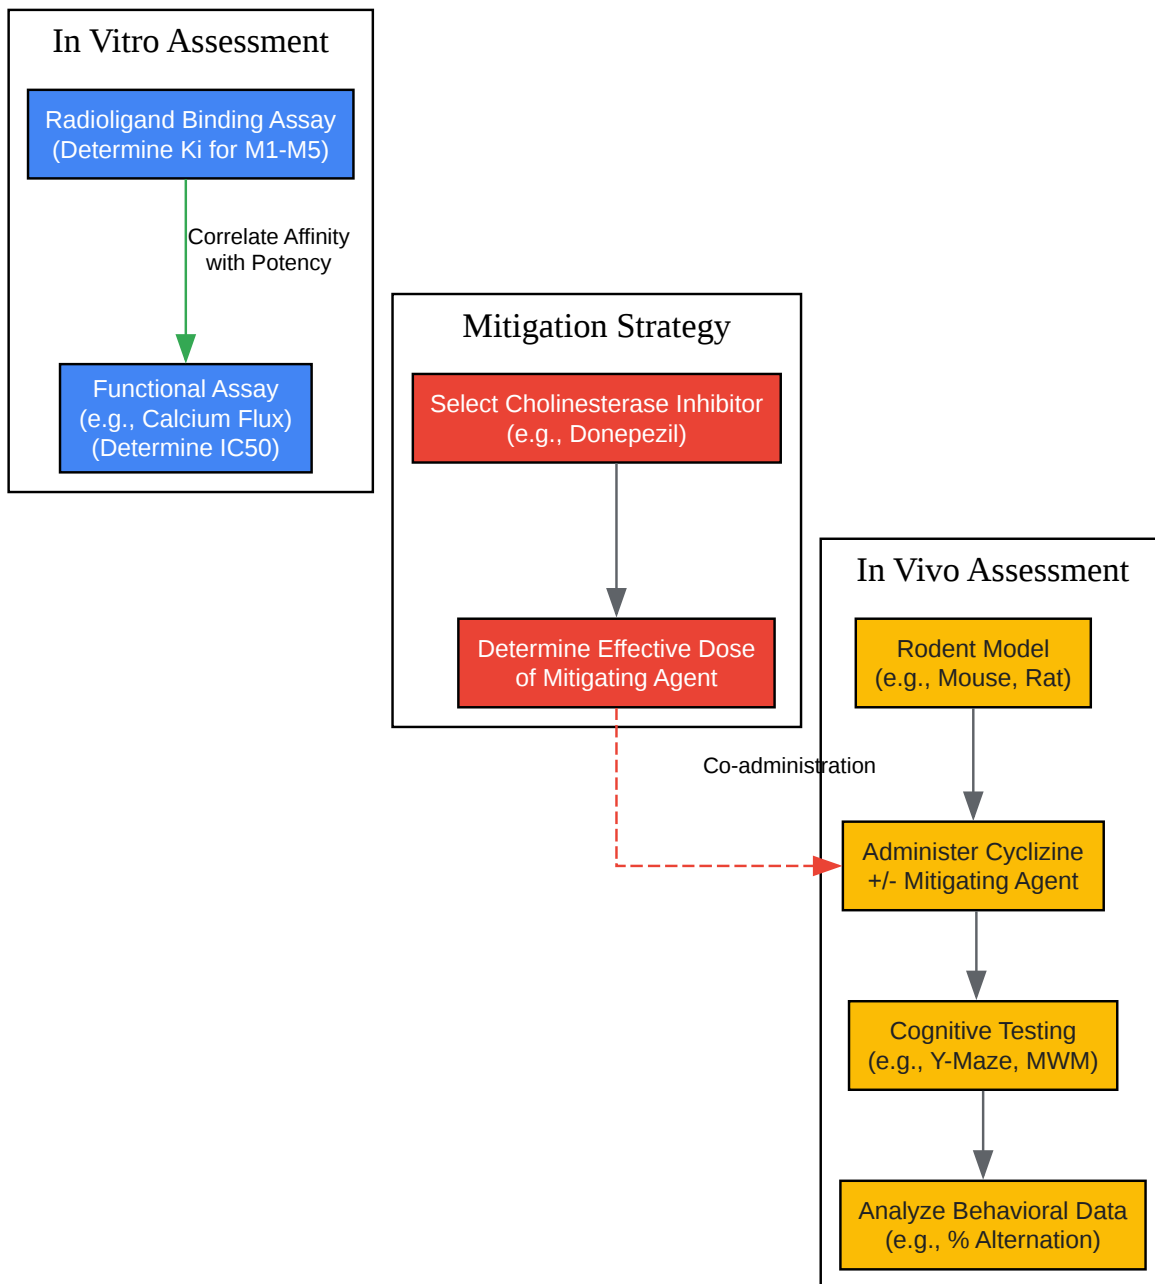 In Vitro Assessment
Radioligand Binding Assay
(Determine Ki for M1-M5)
Correlate Affinity
with Potency
Functional Assay
(e.g., Calcium Flux)
(Determine IC50)
Mitigation Strategy
Select Cholinesterase Inhibitor
(e.g., Donepezil)
Determine Effective Dose
of Mitigating Agent
Co-administration
In Vivo Assessment
Rodent Model
(e.g., Mouse, Rat)
Administer Cyclizine
+/- Mitigating Agent
Cognitive Testing
(e.g., Y-Maze, MWM)
Analyze Behavioral Data
(e.g., % Alternation)